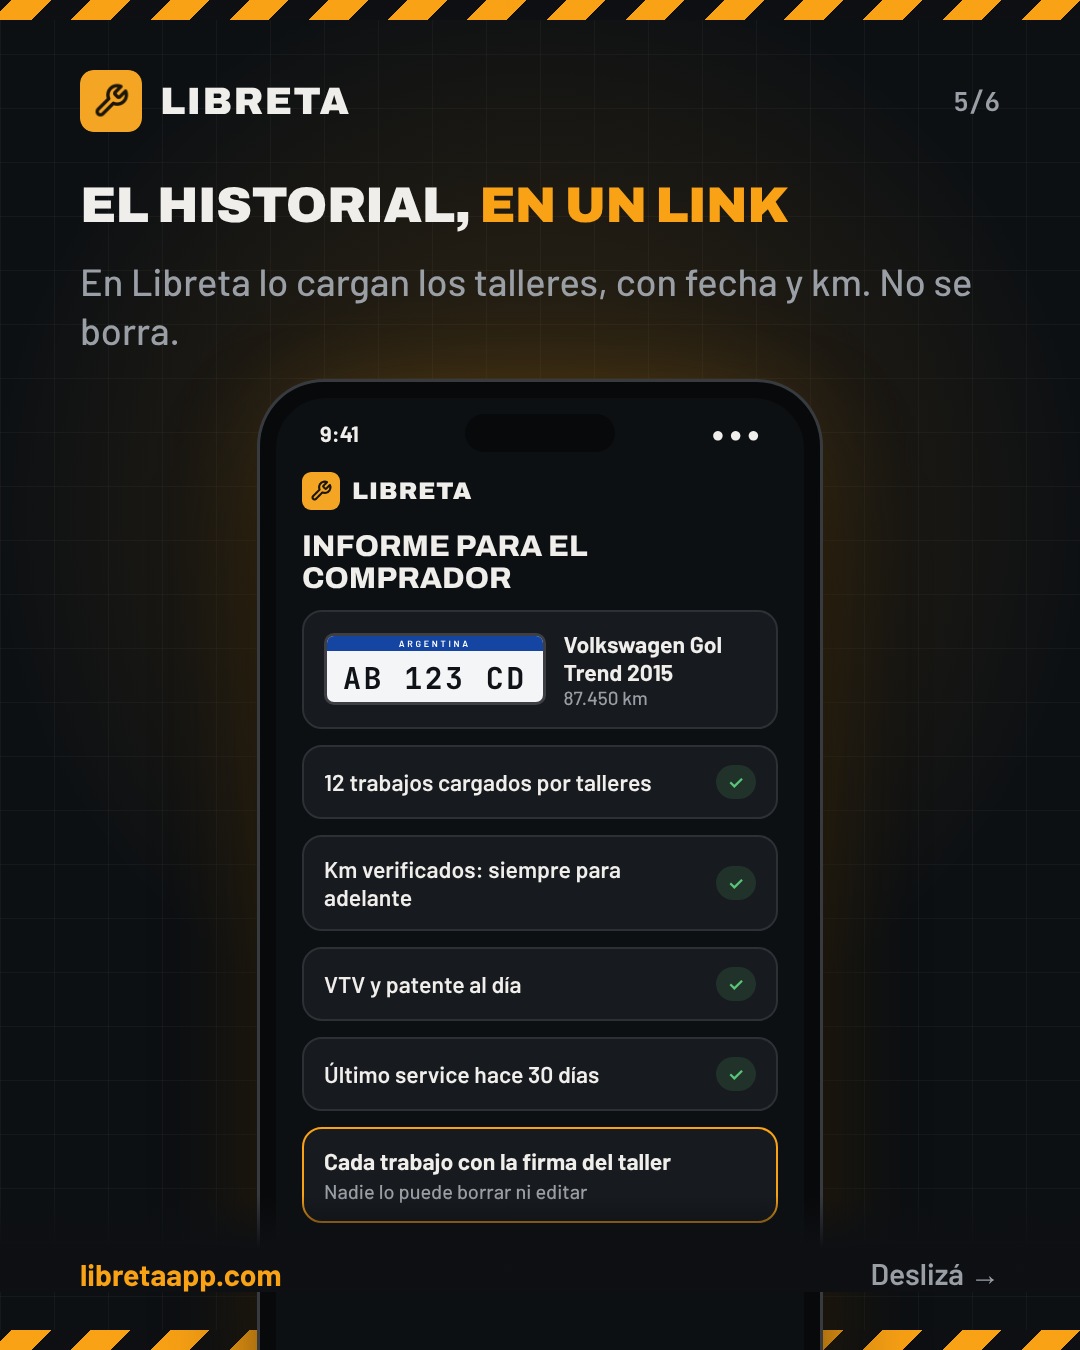 LIBRETA
5/6
EL HISTORIAL, EN UN LINK
En Libreta lo cargan los talleres, con fecha y km. No se
borra.
9:41
LIBRETA
INFORME PARA EL
COMPRADOR
ARGENTINA
AB 123 CD
Volkswagen Gol
Trend 2015
87.450 km
12 trabajos cargados por talleres
Km verificados: siempre para
adelante
VTV y patente al día
Último service hace 30 días
Cada trabajo con la firma del taller
Nadie lo puede borrar ni editar
libretaapp.com
Deslizá →